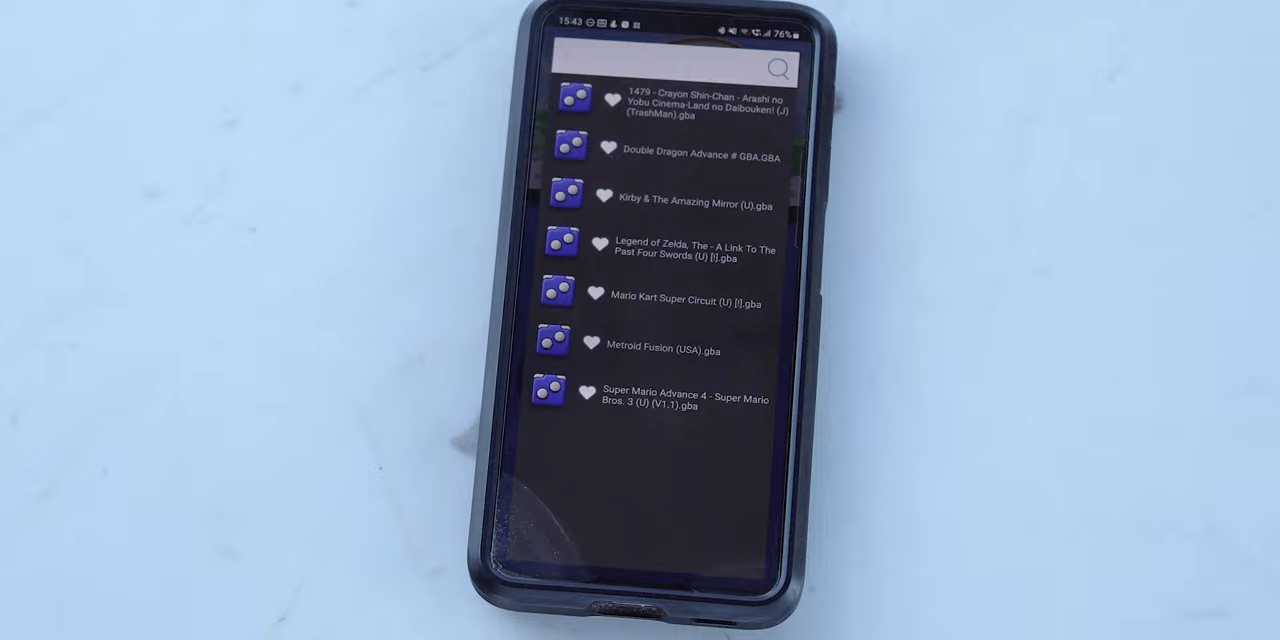 15:43
76%
1479 - Crayon Shin-Chan - Arashi no
Yobu Cinema-Land no Daibouken! (J)
(TrashMan).gba
Double Dragon Advance # GBA.GBA
Kirby & The Amazing Mirror (U).gba
Legend of Zelda, The - A Link To The
Past Four Swords (U) [!].gba
Mario Kart Super Circuit (U) [!].gba
Metroid Fusion (USA).gba
Super Mario Advance 4 - Super Mario
Bros. 3 (U) (V1.1).gba